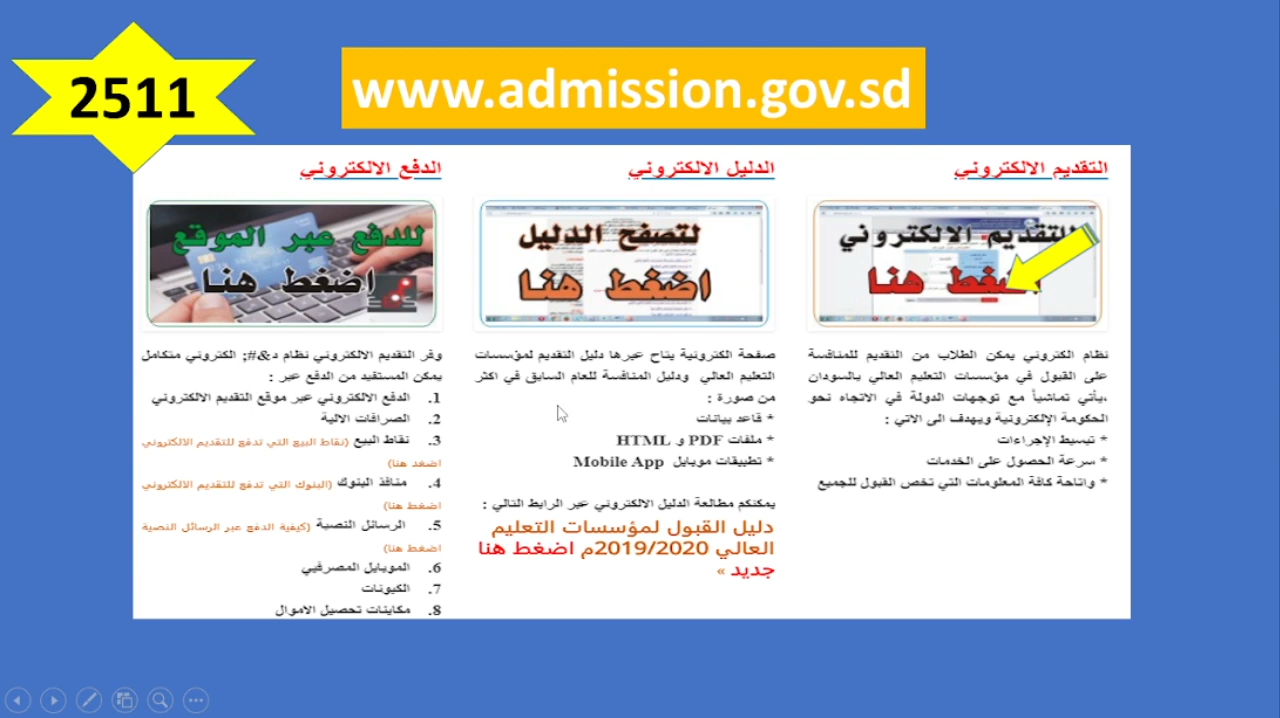 2511
www.admission.gov.sd
التقديم الالكتروني
للتقديم الالكتروني
هنا
نظام الكتروني يمكن الطلاب من التقديم للمنافسة
على القبول في مؤسسات التعليم العالي بالسودان
،يأتي تماشياً مع توجهات الدولة في الاتجاه نحو
الحكومة الإلكترونية ويهدف الى الاتي :
* تبسيط الإجراءات
* سرعة الحصول على الخدمات
* واتاحة كافة المعلومات التي تخص القبول للجميع
الدليل الالكتروني
لتصفح الدليل
اضغط هنا
صفحة الكترونية يتاح عبرها دليل التقديم لمؤسسات
التعليم العالي ودليل المنافسة للعام السابق في اكثر
من صورة :
* قاعد بيانات
* ملفات PDF و HTML
* تطبيقات موبايل Mobile App
يمكنكم مطالعة الدليل الالكتروني عبر الرابط التالي :
دليل القبول لمؤسسات التعليم
العالي 2019/2020م اضغط هنا
جديد »
الدفع الالكتروني
للدفع عبر الموقع
اضغط هنا
وفر التقديم الالكتروني نظام د&#; الكتروني متكامل
يمكن المستفيد من الدفع عبر :
1. الدفع الالكتروني عبر موقع التقديم الالكتروني
2. الصرافات الالية
3. نقاط البيع (نقاط البيع التي تدفع للتقديم الالكتروني
اضغد هنا)
4. منافذ البنوك (البنوك التي تدفع للتقديم الالكتروني
اضغط هنا)
5. الرسائل النصية (كيفية الدفع عبر الرسائل النصية
اضغط هنا)
6. الموبايل المصرفيي
7. الكبونات
8. مكاينات تحصيل الاموال